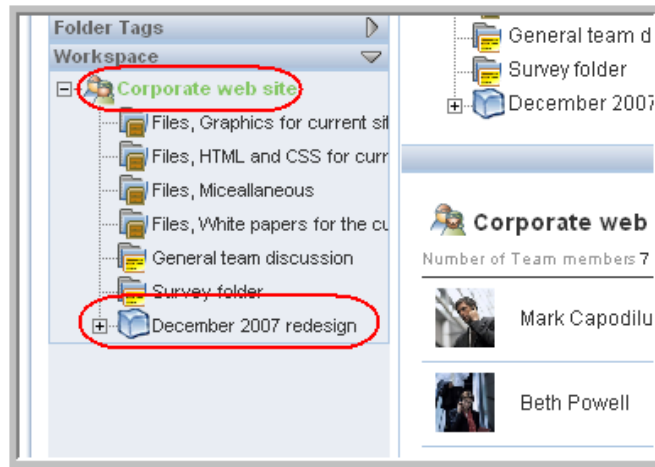 Folder Tags
Workspace
Corporate web site
Files, Graphics for current sit
Files, HTML and CSS for curr
Files, Miceallaneous
Files, White papers for the cu
General team discussion
Survey folder
December 2007 redesign
General team d
Survey folder
December 2007
Corporate web
Number of Team members 7
Mark Capodilu
Beth Powell